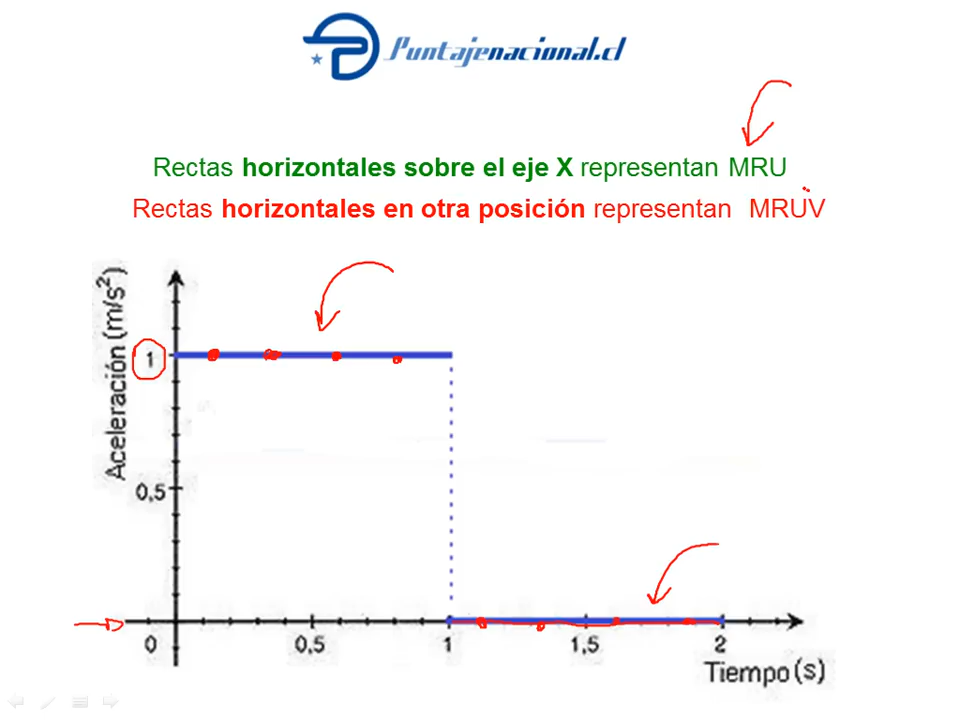 Puntajenacional.cl
Rectas horizontales sobre el eje X representan MRU
Rectas horizontales en otra posición representan MRUV
Aceleración (m/s²)
1
0,5
0
0,5
1
1,5
2
Tiempo (s)